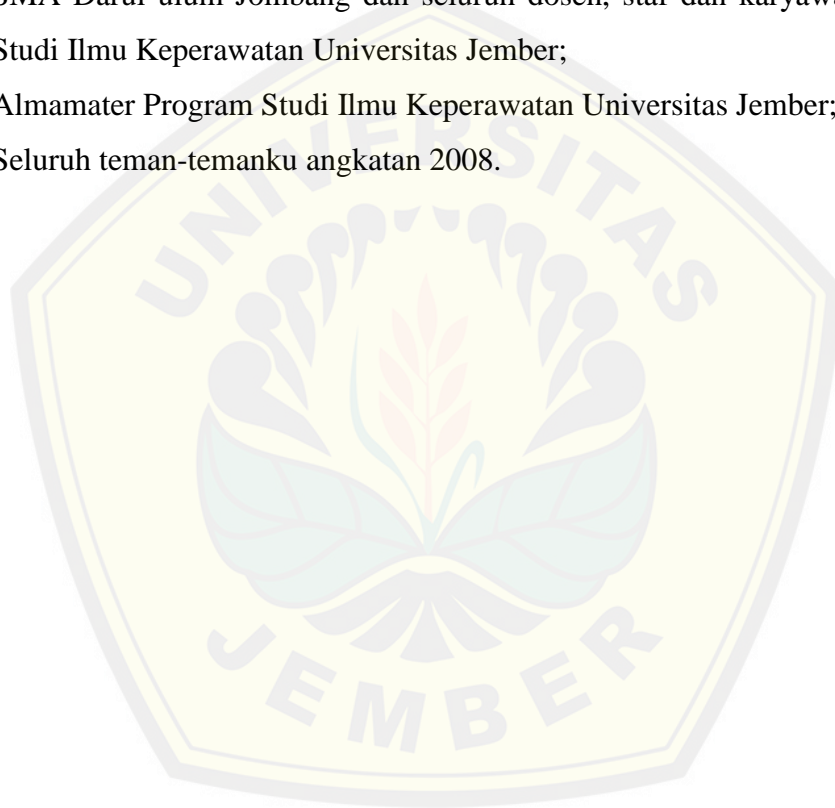 SMA Darul ulum Jombang dan seluruh dosen, staf dan
Studi Ilmu Keperawatan Universitas Jember;
Almamater Program Studi Ilmu Keperawatan Universitas Jember;
Seluruh teman-temanku angkatan 2008.
UNIVERSITAS
JEMBER